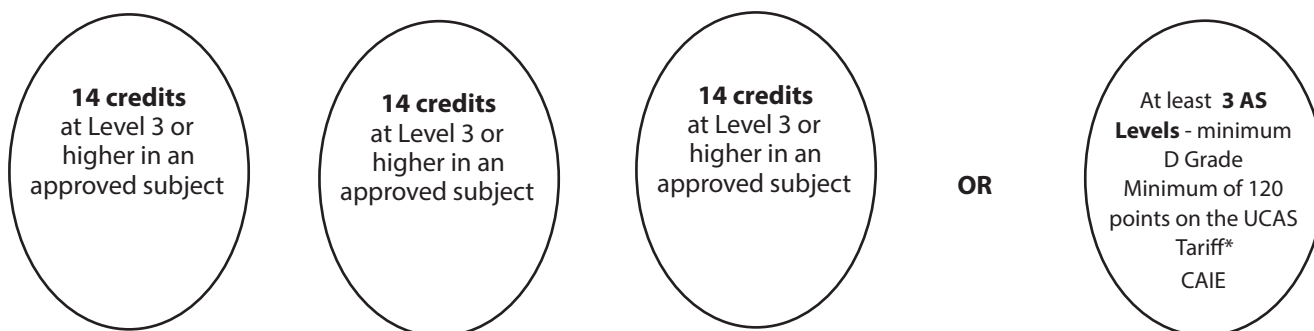 14 credits
at Level 3 or
higher in an
approved subject
14 credits
at Level 3 or
higher in an
approved subject
14 credits
at Level 3 or
higher in an
approved subject
OR
At least 3 AS
Levels - minimum
D Grade
Minimum of 120
points on the UCAS
Tariff*
CAIE